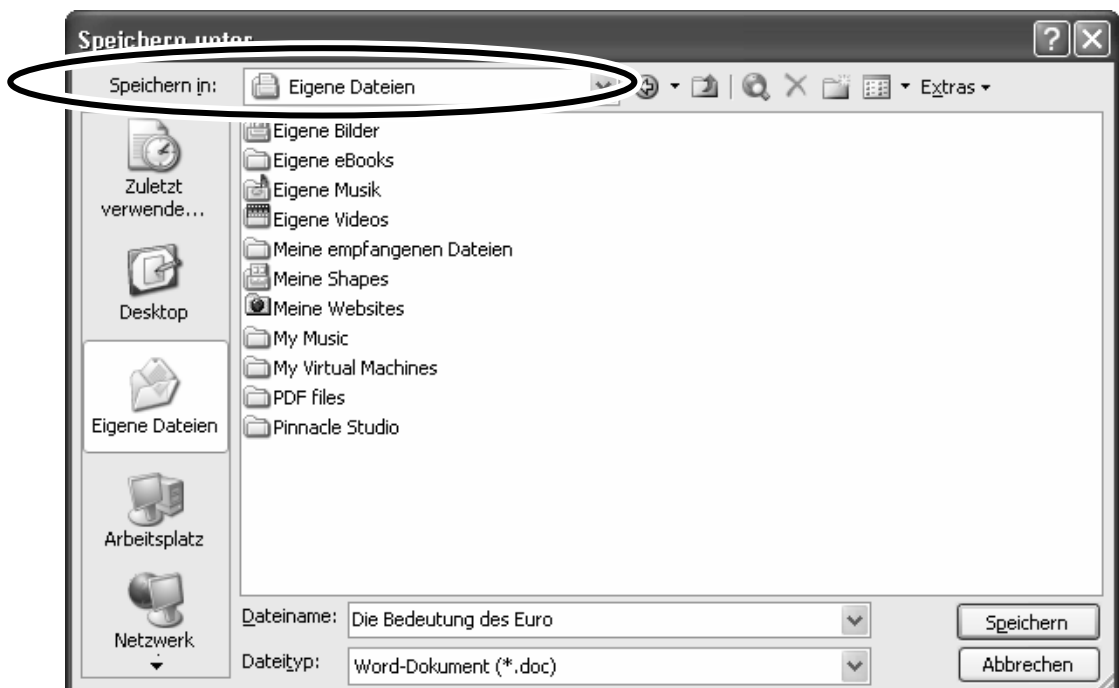 Speichern unter
Speichern in: Eigene Dateien Extras
Zuletzt
verwende...
Desktop
Eigene Dateien
Arbeitsplatz
Netzwerk
Eigene Bilder
Eigene eBooks
Eigene Musik
Eigene Videos
Meine empfangenen Dateien
Meine Shapes
Meine Websites
My Music
My Virtual Machines
PDF files
Pinnacle Studio
Dateiname: Die Bedeutung des Euro Speichern
Dateityp: Word-Dokument (*.doc) Abbrechen